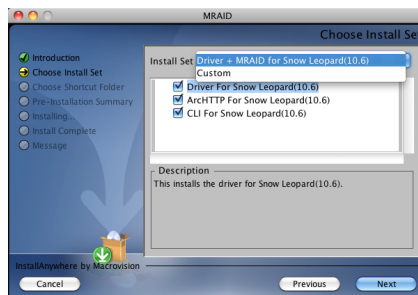 MRAID
Choose Install Se
Introduction
Choose Install Set
Choose Shortcut Folder
Pre-Installation Summary
Installing...
Install Complete
Message
Install Set
Driver + MRAID for Snow Leopard(10.6)
Custom
Driver For Snow Leopard(10.6)
ArcHTTP For Snow Leopard(10.6)
CLI For Snow Leopard(10.6)
Description
This installs the driver for Snow Leopard(10.6).
InstallAnywhere by Macrovision
Cancel
Previous
Next